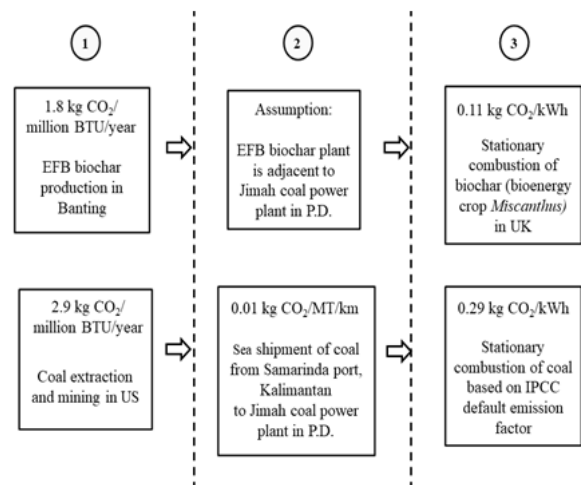 1
2
3
1.8 kg CO₂/
million BTU/year
EFB biochar
production in
Banting
Assumption:
EFB biochar plant
is adjacent to
Jimah coal power
plant in P.D.
0.11 kg CO₂/kWh
Stationary
combustion of
biochar (bioenergy
crop Miscanthus)
in UK
2.9 kg CO₂/
million BTU/year
Coal extraction
and mining in US
0.01 kg CO₂/MT/km
Sea shipment of coal
from Samarinda port,
Kalimantan
to Jimah coal power
plant in P.D.
0.29 kg CO₂/kWh
Stationary
combustion of coal
based on IPCC
default emission
factor